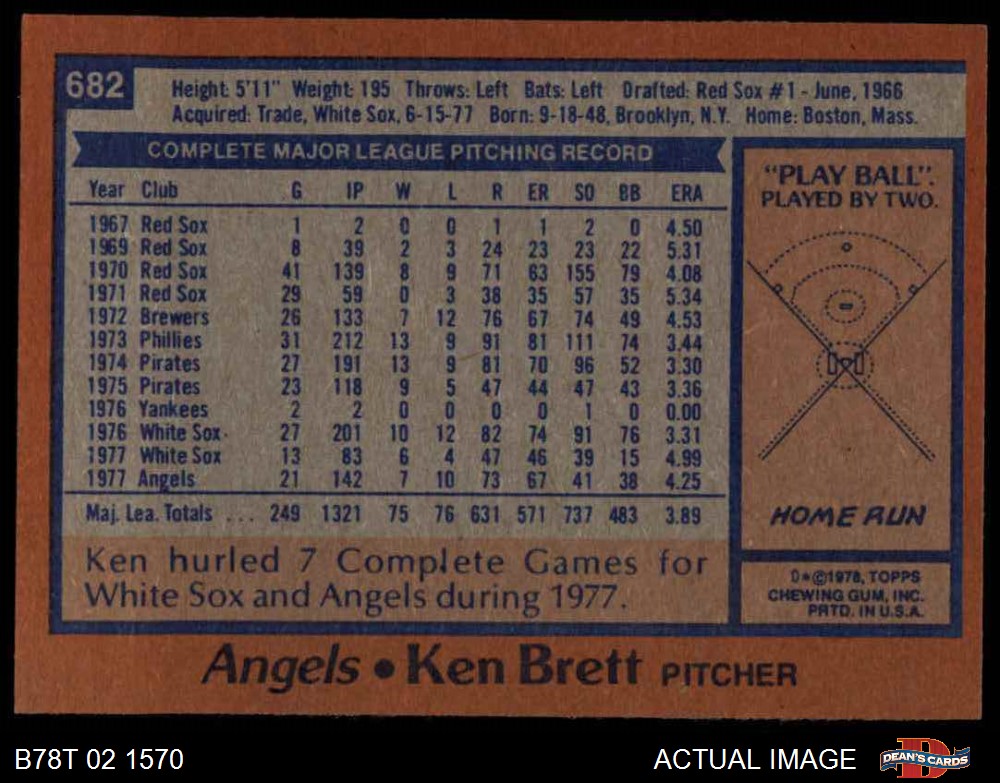 682
Height 5'11" Weight 195 Throws: Left Bats: Left Drafted: Red Sox #1 - June, 1966
Acquired: Trade, White Sox, 6-15-77 Born: 9-18-48, Brooklyn, N.Y. Home: Boston, Mass.
COMPLETE MAJOR LEAGUE PITCHING RECORD
Year Club G IP W L R ER SO BB ERA
1967 Red Sox 1 2 0 0 1 1 2 0 4.50
1969 Red Sox 8 39 2 3 24 23 23 22 5.31
1970 Red Sox 41 139 8 9 71 63 155 79 4.08
1971 Red Sox 29 59 0 3 38 35 57 35 5.34
1972 Brewers 26 133 7 12 76 67 74 49 4.53
1973 Phillies 31 212 13 9 91 81 111 74 3.44
1974 Pirates 27 191 13 9 81 70 96 52 3.30
1975 Pirates 23 118 9 5 47 44 47 43 3.36
1976 Yankees 2 2 0 0 0 0 1 0 0.00
1976 White Sox 27 201 10 12 82 74 91 76 3.31
1977 White Sox 13 83 6 4 47 46 39 15 4.99
1977 Angels 21 142 7 10 73 67 41 38 4.25
Maj. Lea. Totals ... 249 1321 75 76 631 571 737 483 3.89
Ken hurled 7 Complete Games for
White Sox and Angels during 1977.
"PLAY BALL".
PLAYED BY TWO.
HOME RUN
D*©1978, TOPPS
CHEWING GUM, INC.
PRTD. IN U.S.A.
Angels • Ken Brett PITCHER
B78T 02 1570
ACTUAL IMAGE
DEAN'S CARDS